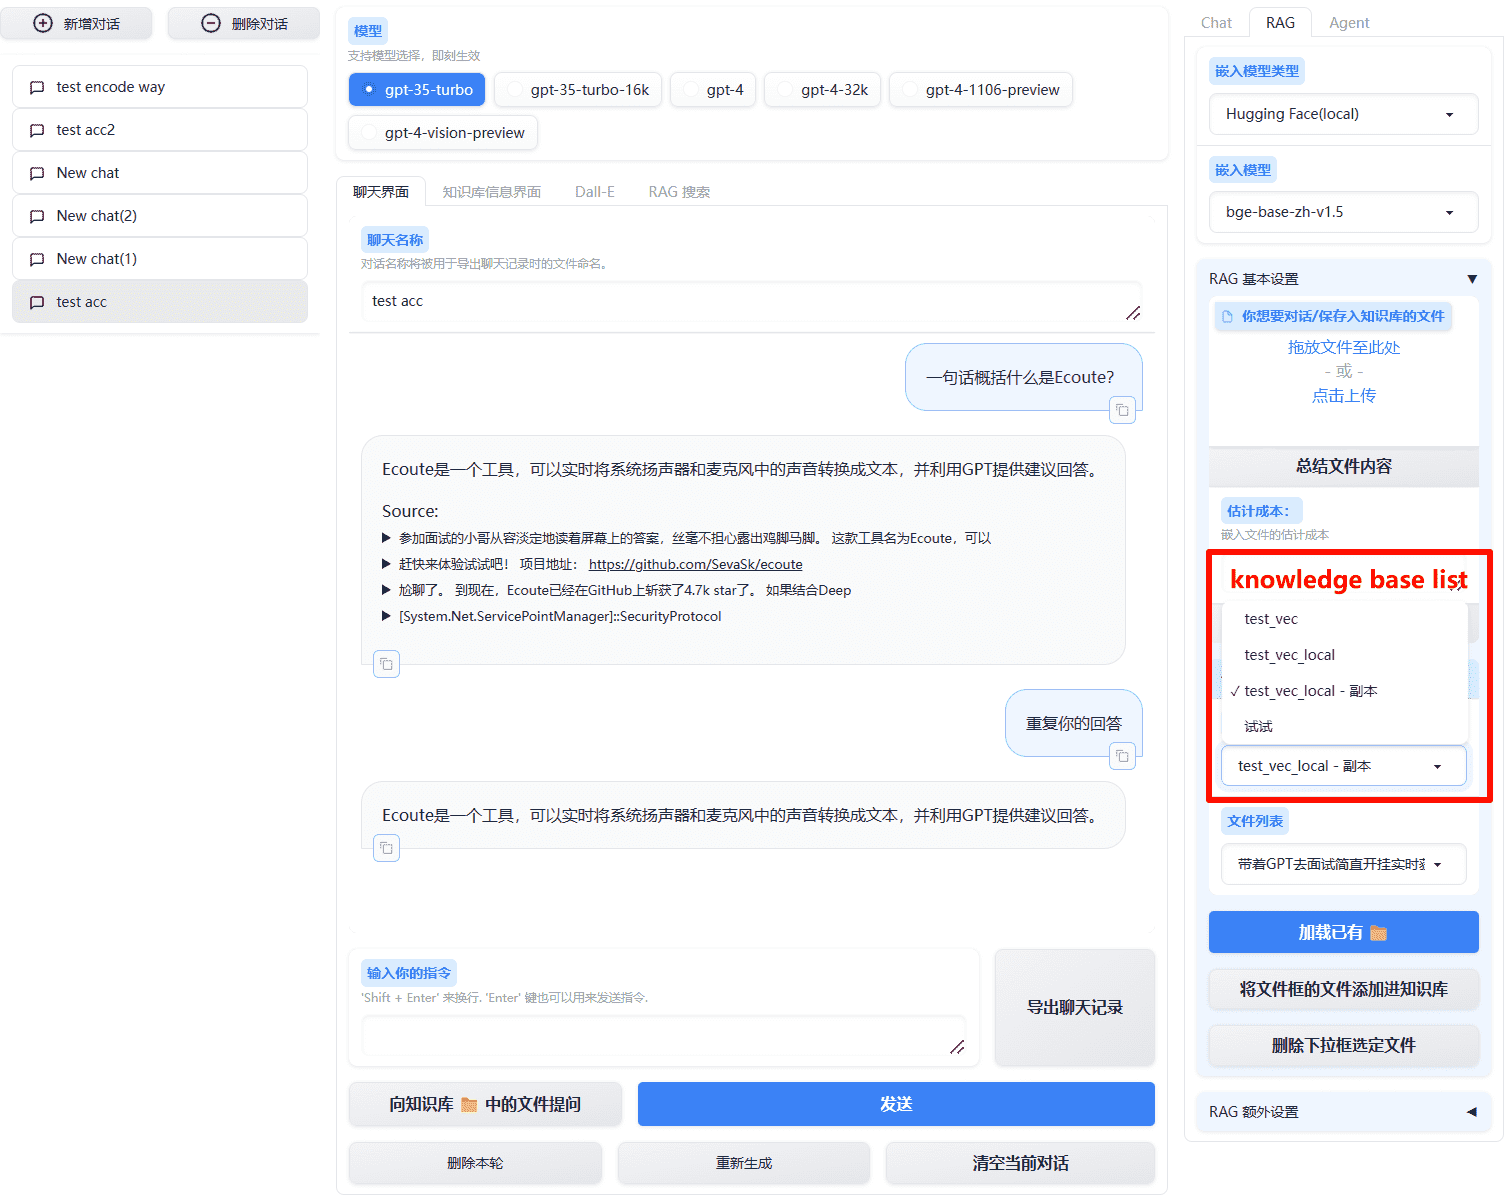 新增对话
删除对话
test encode way
test acc2
New chat
New chat(2)
New chat(1)
test acc
模型
支持模型选择，即刻生效
gpt-35-turbo
gpt-35-turbo-16k
gpt-4
gpt-4-32k
gpt-4-1106-preview
gpt-4-vision-preview
聊天界面
知识库信息界面
Dall-E
RAG 搜索
聊天名称
对话名称将被用于导出聊天记录时的文件命名。
test acc
一句话概括什么是Ecoute?
Ecoute是一个工具，可以实时将系统扬声器和麦克风中的声音转换成文本，并利用GPT提供建议回答。
Source:
参加面试的小哥从容淡定地读着屏幕上的答案，丝毫不担心露出鸡脚马脚。 这款工具名为Ecoute，可以
赶快来体验试试吧！ 项目地址： https://github.com/SevaSk/ecoute
尬聊了。 到现在，Ecoute已经在GitHub上斩获了4.7k star了。 如果结合Deep
[System.Net.ServicePointManager]::SecurityProtocol
重复你的回答
Ecoute是一个工具，可以实时将系统扬声器和麦克风中的声音转换成文本，并利用GPT提供建议回答。
输入你的指令
'Shift + Enter' 来换行, 'Enter' 键也可以用来发送指令.
导出聊天记录
向知识库 中的文件提问
发送
删除本轮
重新生成
清空当前对话
Chat
RAG
Agent
嵌入模型类型
Hugging Face(local)
嵌入模型
bge-base-zh-v1.5
RAG 基本设置
你想要对话/保存入知识库的文件
拖放文件至此处
- 或 -
点击上传
总结文件内容
估计成本：
嵌入文件的估计成本
knowledge base list
test_vec
test_vec_local
✓ test_vec_local - 副本
试试
test_vec_local - 副本
文件列表
带着GPT去面试简直开挂实时
加载已有
将文件框的文件添加进知识库
删除下拉框选定文件
RAG 额外设置